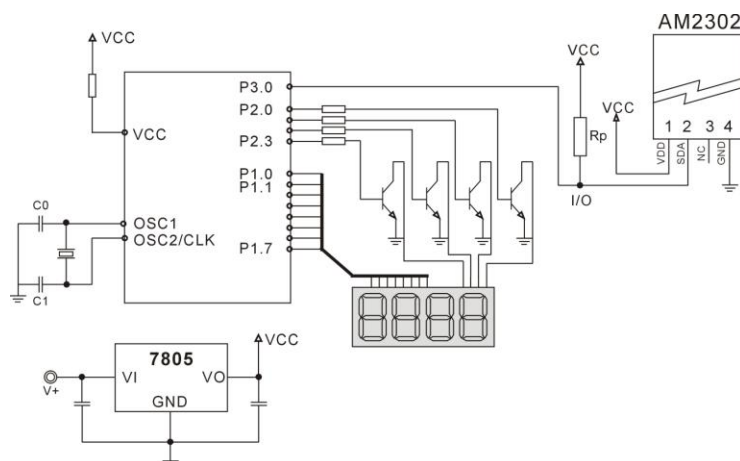 AM2302
VCC
VCC
VCC
P3.0
P2.0
P2.3
P1.0
P1.1
P1.7
VCC
OSC1
OSC2/CLK
C0
C1
Rp
1 2 3 4
VDD
SDA
NC
GND
I/O
7805
VI VO
GND
V+
VCC